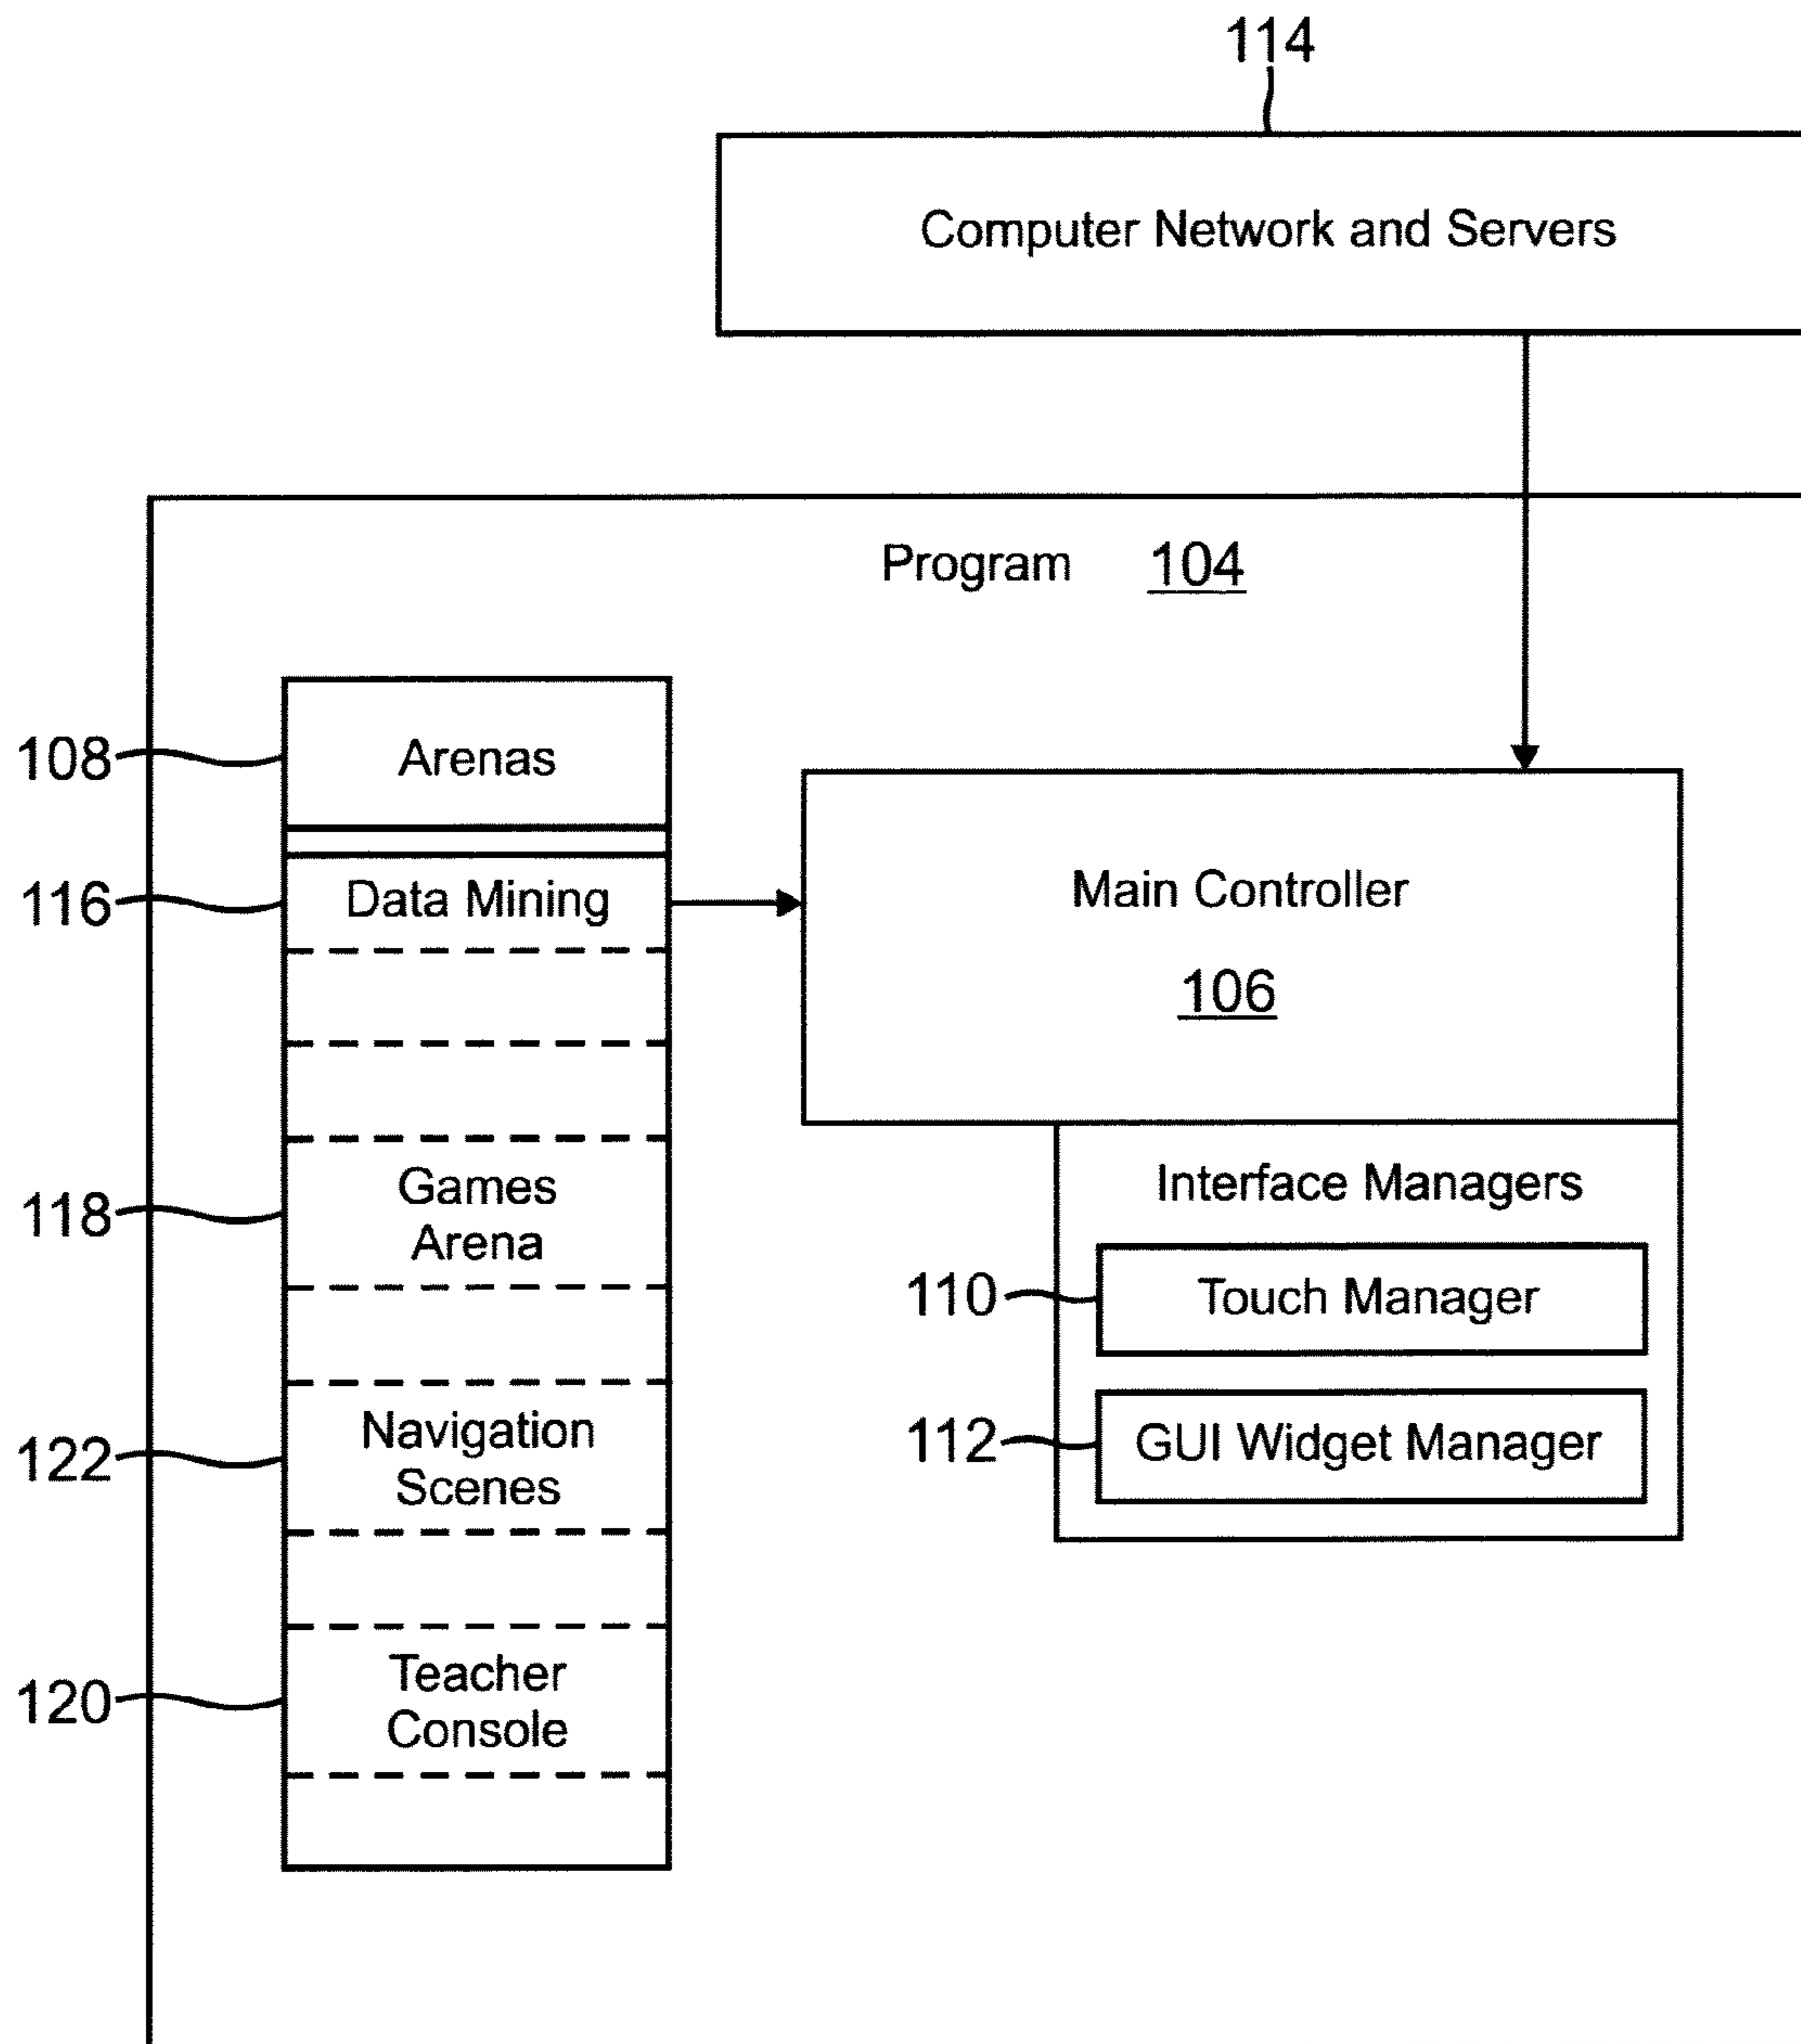 114
Computer Network and Servers
Program 104
108
Arenas
116
Data Mining
Main Controller
106
118
Games
Arena
Interface Managers
110
Touch Manager
122
Navigation
Scenes
112
GUI Widget Manager
120
Teacher
Console